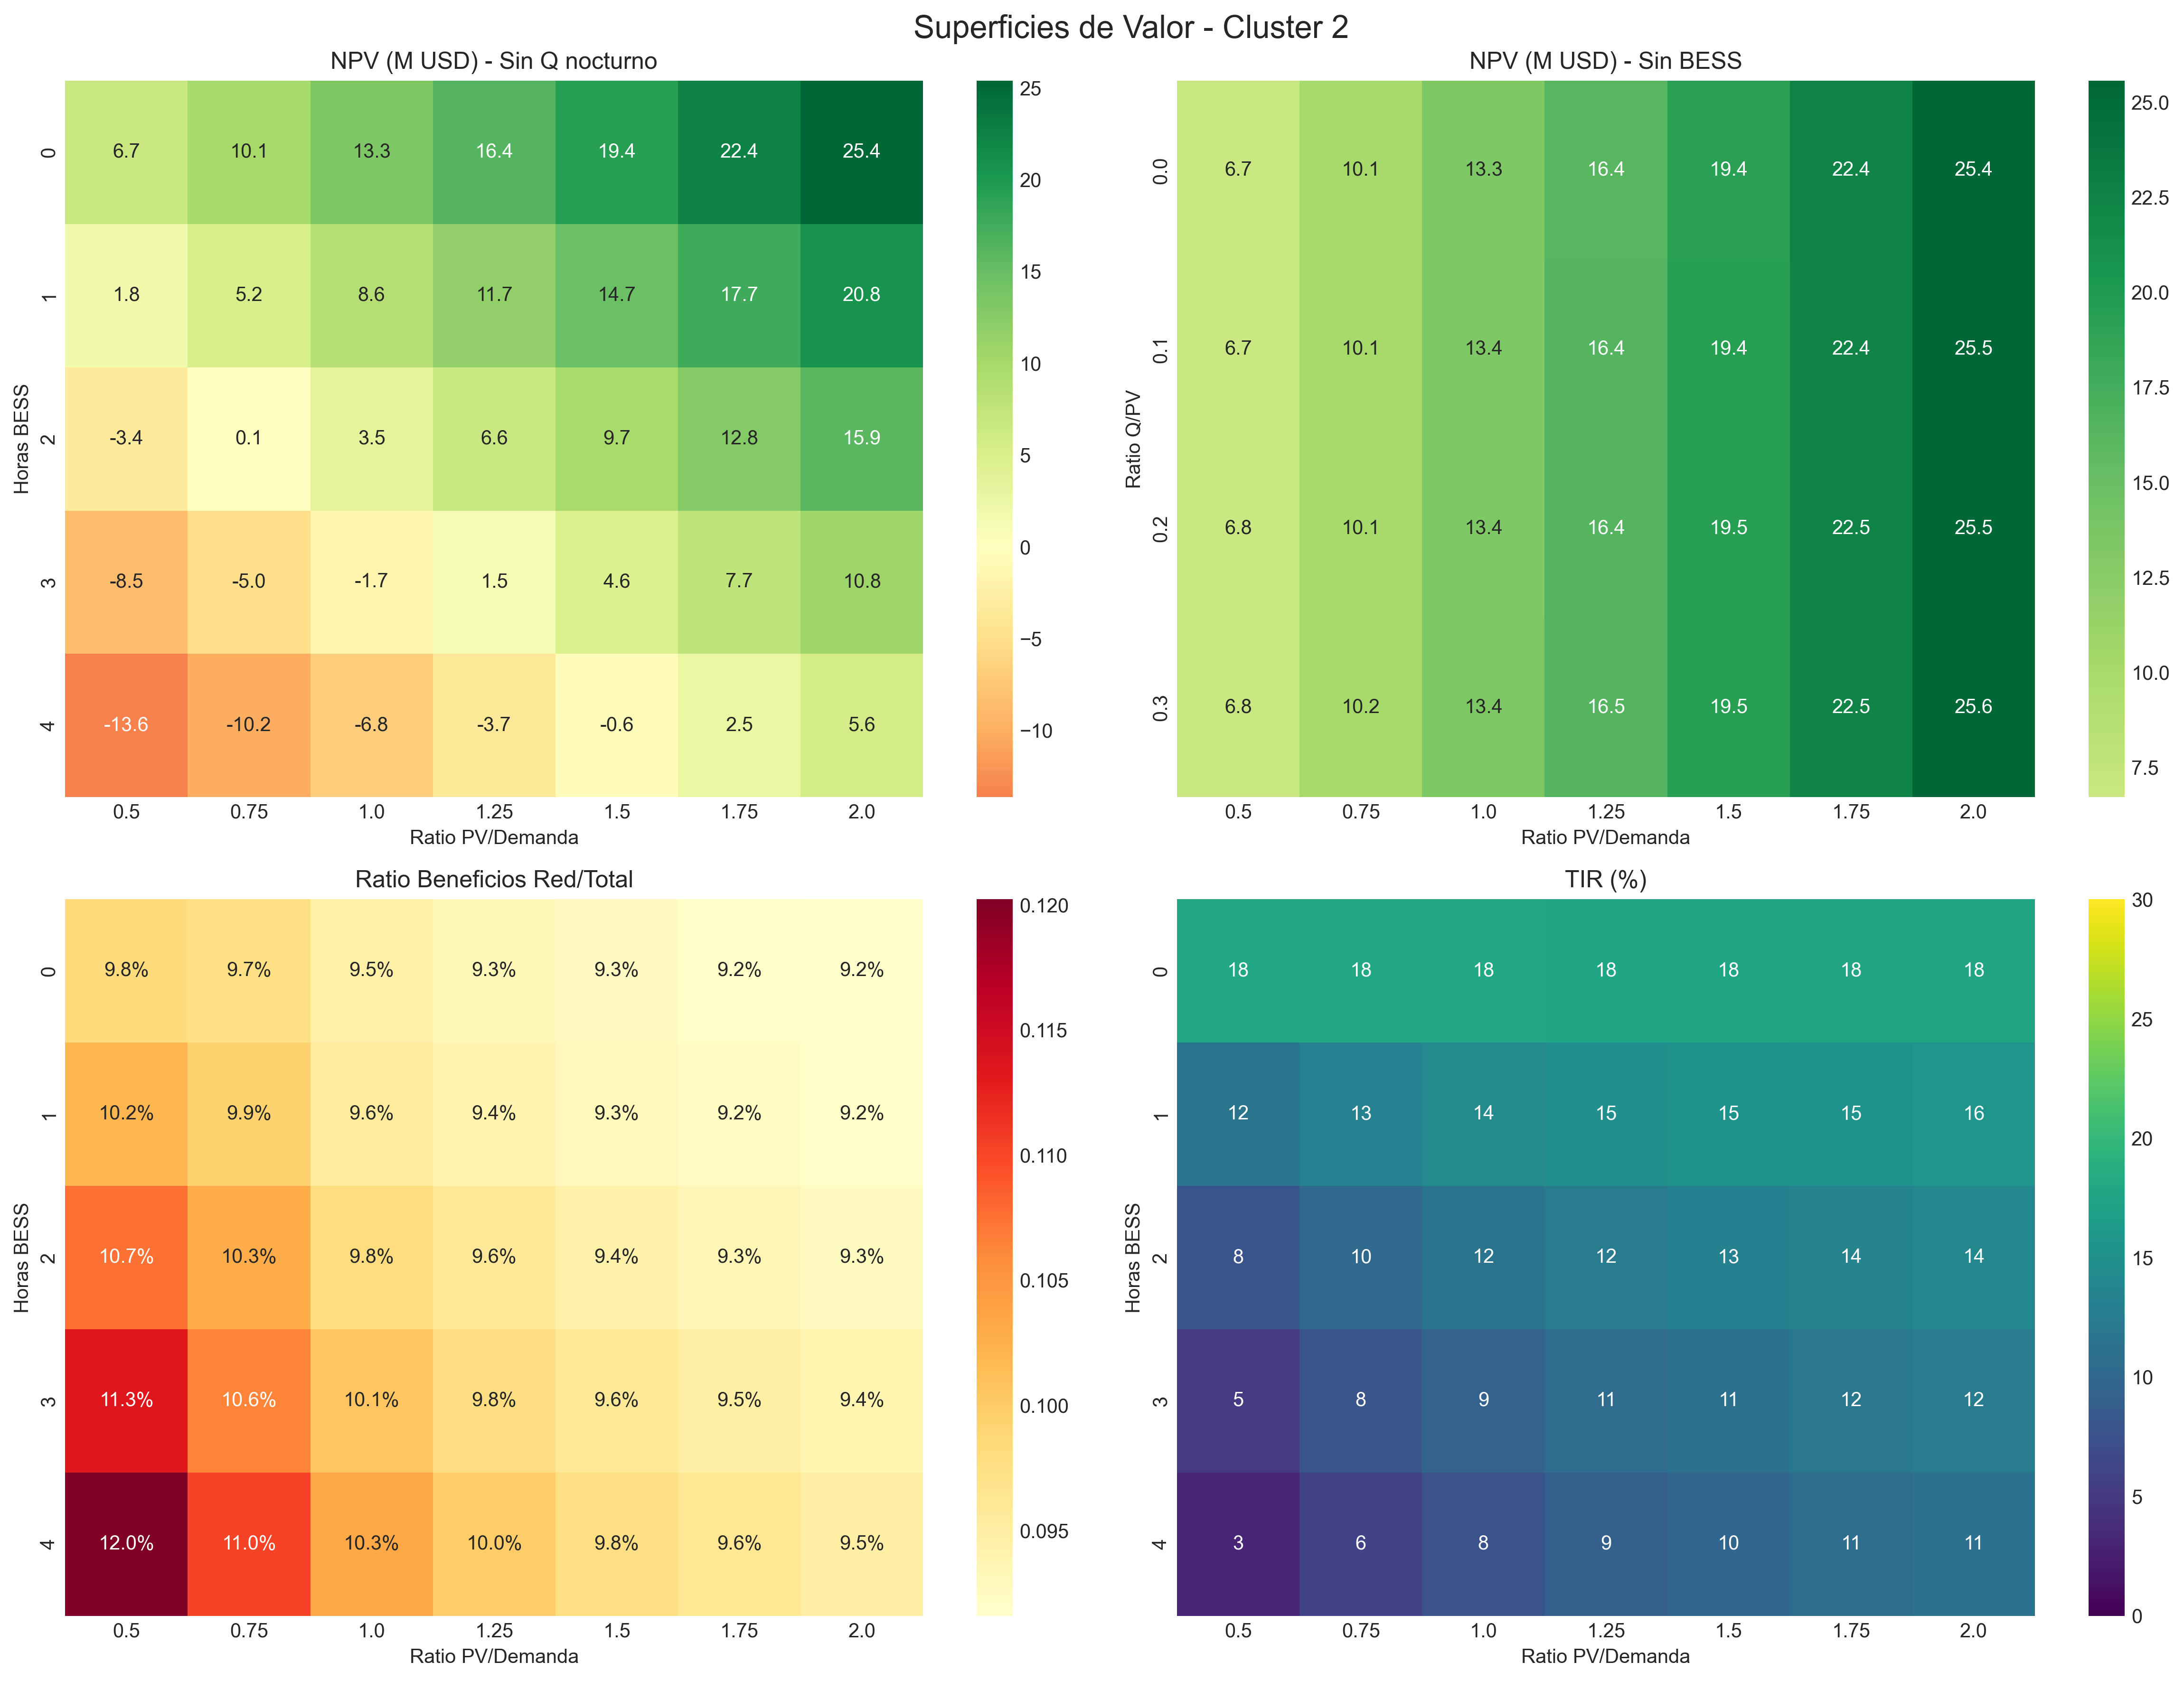 Superficies de Valor - Cluster 2
NPV (M USD) - Sin Q nocturno
Horas BESS
0 6.7 10.1 13.3 16.4 19.4 22.4 25.4
1 1.8 5.2 8.6 11.7 14.7 17.7 20.8
2 -3.4 0.1 3.5 6.6 9.7 12.8 15.9
3 -8.5 -5.0 -1.7 1.5 4.6 7.7 10.8
4 -13.6 -10.2 -6.8 -3.7 -0.6 2.5 5.6
0.5 0.75 1.0 1.25 1.5 1.75 2.0
Ratio PV/Demanda
25
20
15
10
5
0
−5
−10
NPV (M USD) - Sin BESS
Ratio Q/PV
0.0 6.7 10.1 13.3 16.4 19.4 22.4 25.4
0.1 6.7 10.1 13.4 16.4 19.4 22.4 25.5
0.2 6.8 10.1 13.4 16.4 19.5 22.5 25.5
0.3 6.8 10.2 13.4 16.5 19.5 22.5 25.6
0.5 0.75 1.0 1.25 1.5 1.75 2.0
Ratio PV/Demanda
25.0
22.5
20.0
17.5
15.0
12.5
10.0
7.5
Ratio Beneficios Red/Total
Horas BESS
0 9.8% 9.7% 9.5% 9.3% 9.3% 9.2% 9.2%
1 10.2% 9.9% 9.6% 9.4% 9.3% 9.2% 9.2%
2 10.7% 10.3% 9.8% 9.6% 9.4% 9.3% 9.3%
3 11.3% 10.6% 10.1% 9.8% 9.6% 9.5% 9.4%
4 12.0% 11.0% 10.3% 10.0% 9.8% 9.6% 9.5%
0.5 0.75 1.0 1.25 1.5 1.75 2.0
Ratio PV/Demanda
0.120
0.115
0.110
0.105
0.100
0.095
TIR (%)
Horas BESS
0 18 18 18 18 18 18 18
1 12 13 14 15 15 15 16
2 8 10 12 12 13 14 14
3 5 8 9 11 11 12 12
4 3 6 8 9 10 11 11
0.5 0.75 1.0 1.25 1.5 1.75 2.0
Ratio PV/Demanda
30
25
20
15
10
5
0